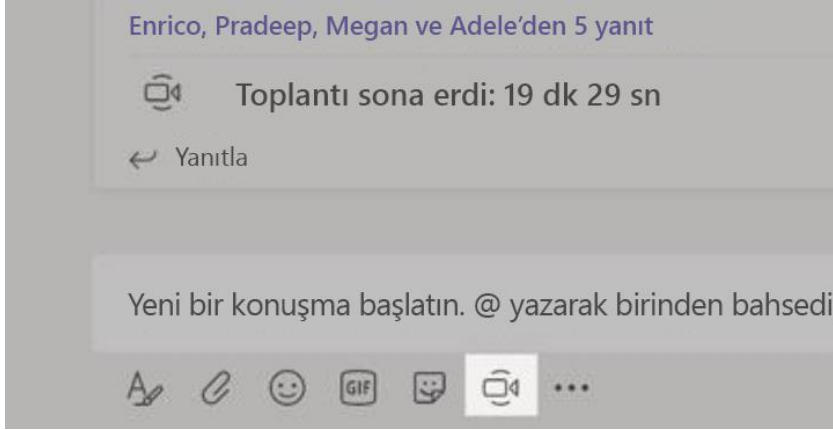 Enrico, Pradeep, Megan ve Adele’den 5 yanıt
Toplantı sona erdi: 19 dk 29 sn
Yanıtla
Yeni bir konuşma başlatın. @ yazarak birinden bahsedi
GIF